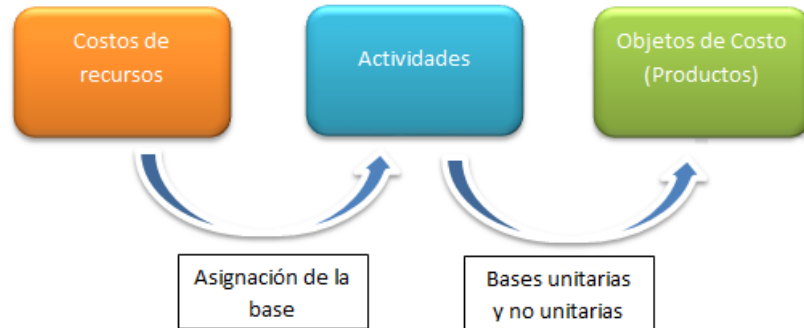 Costos de
recursos
Actividades
Objetos de Costo
(Productos)
Asignación de la
base
Bases unitarias
y no unitarias